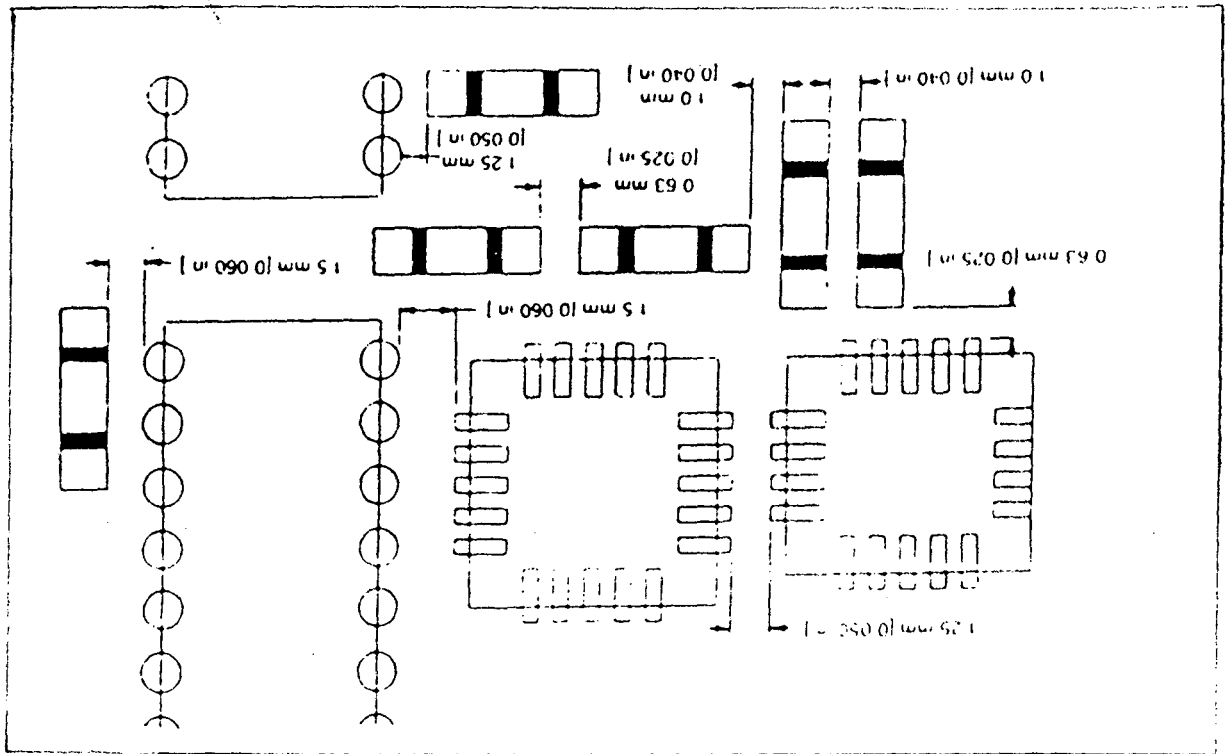 1.25 mm [0.050 in.]
1.5 mm [0.060 in.]
0.63 mm [0.025 in.]
1.5 mm [0.060 in.]
0.63 mm
[0.025 in.]
1.25 mm
[0.050 in.]
1.0 mm [0.040 in.]
1.0 mm
[0.040 in.]